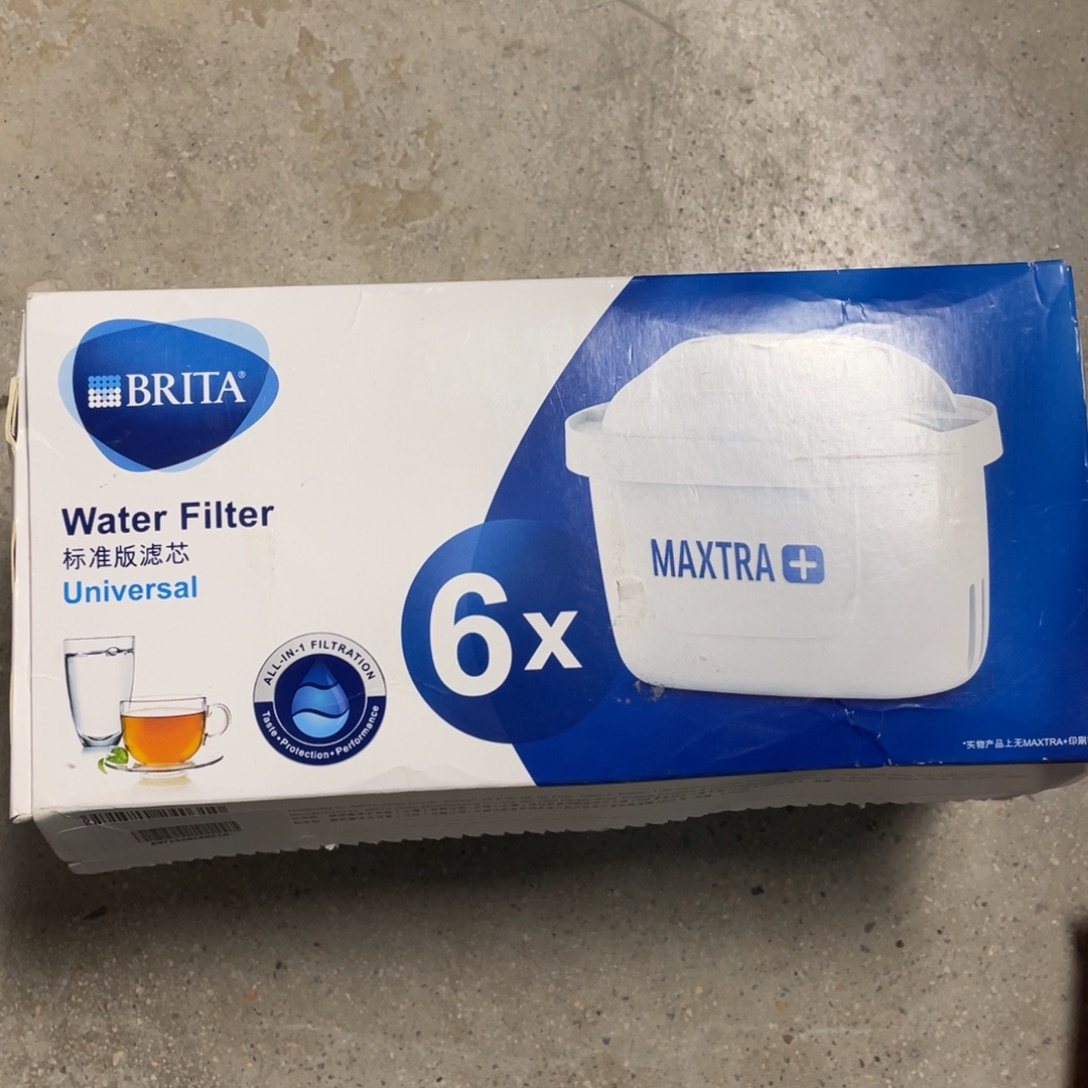 BRITA®
Water Filter
标准版滤芯
Universal
ALL-IN-1 FILTRATION
Taste • Protection • Performance
6x
MAXTRA+
*实物产品上无MAXTRA+印刷